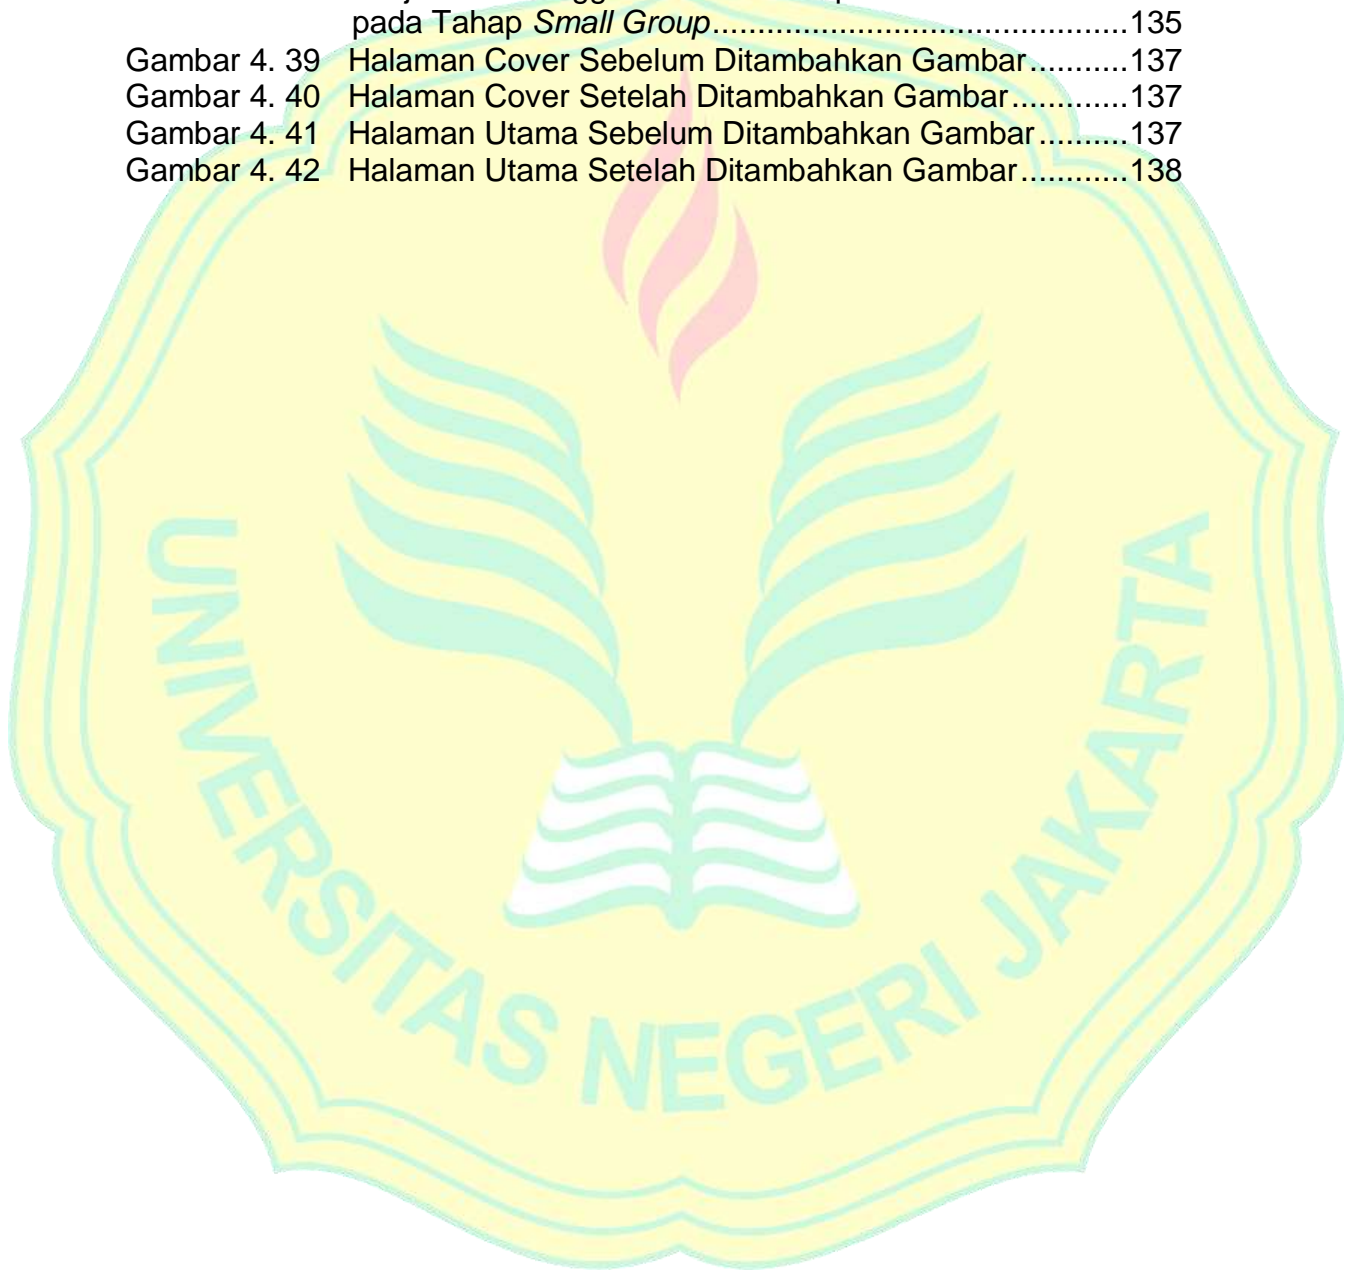 pada Tahap Small Group..............................................135
Gambar 4. 39 Halaman Cover Sebelum Ditambahkan Gambar...........137
Gambar 4. 40 Halaman Cover Setelah Ditambahkan Gambar.............137
Gambar 4. 41 Halaman Utama Sebelum Ditambahkan Gambar..........137
Gambar 4. 42 Halaman Utama Setelah Ditambahkan Gambar............138
UNIVERSITAS NEGERI JAKARTA